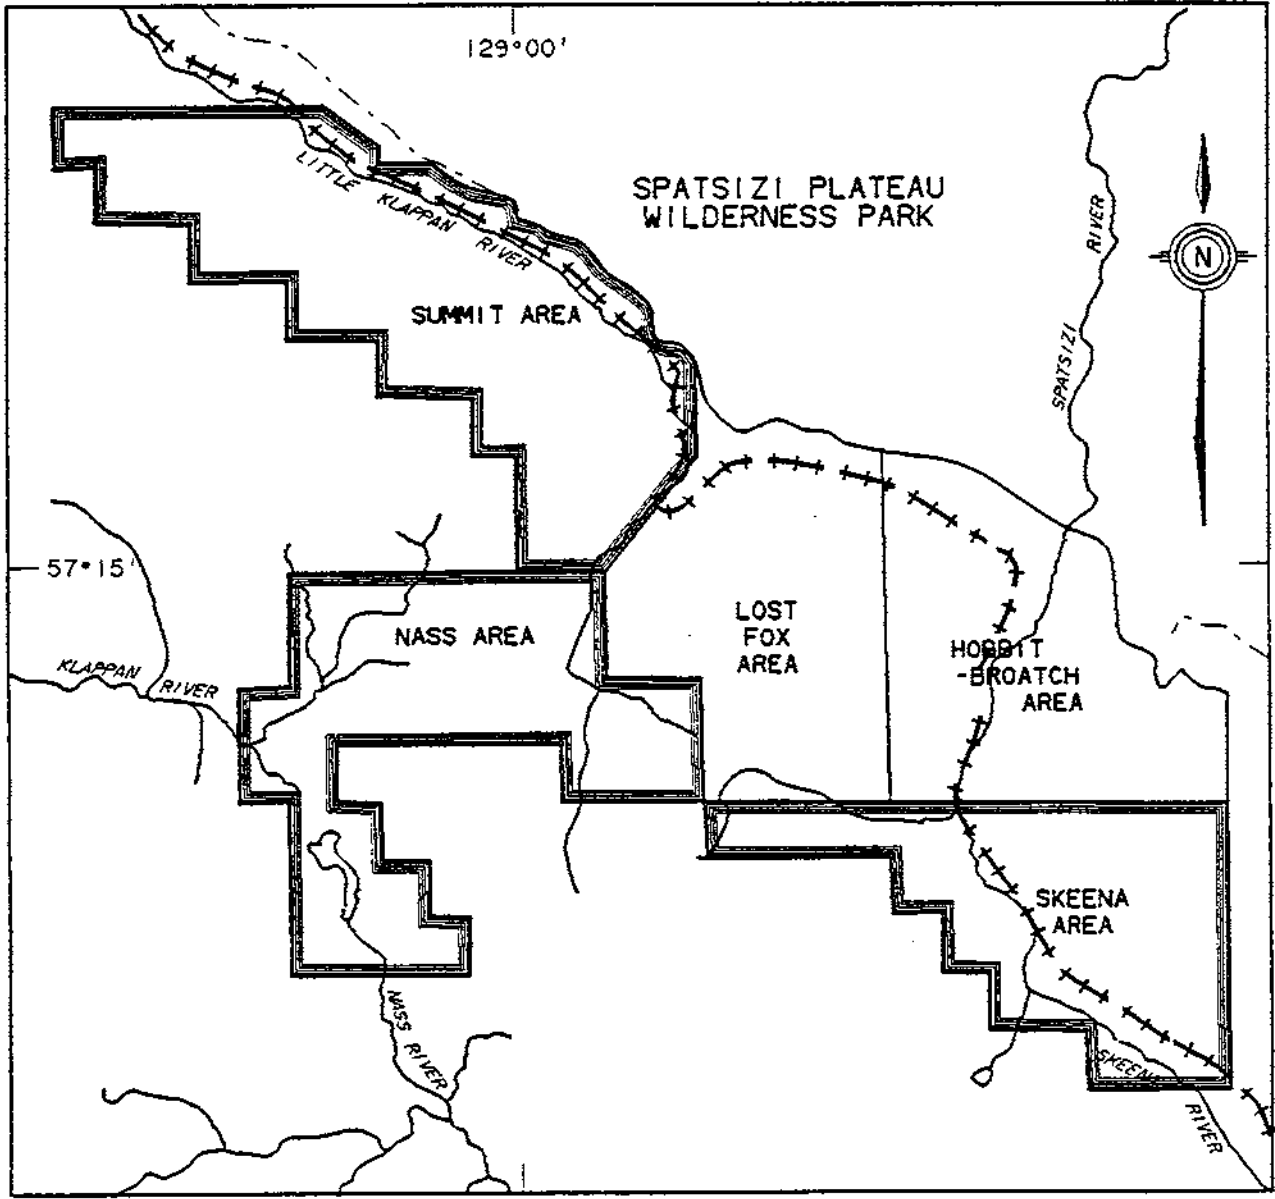 129°00'
SPATSIZI PLATEAU
WILDERNESS PARK
LITTLE KLAPPAN RIVER
SPATSIZI RIVER
N
SUMMIT AREA
57°15'
NASS AREA
LOST
FOX
AREA
HOBBIT
-BROATCH
AREA
KLAPPAN RIVER
SKEENA
AREA
NASS RIVER
SKEENA RIVER